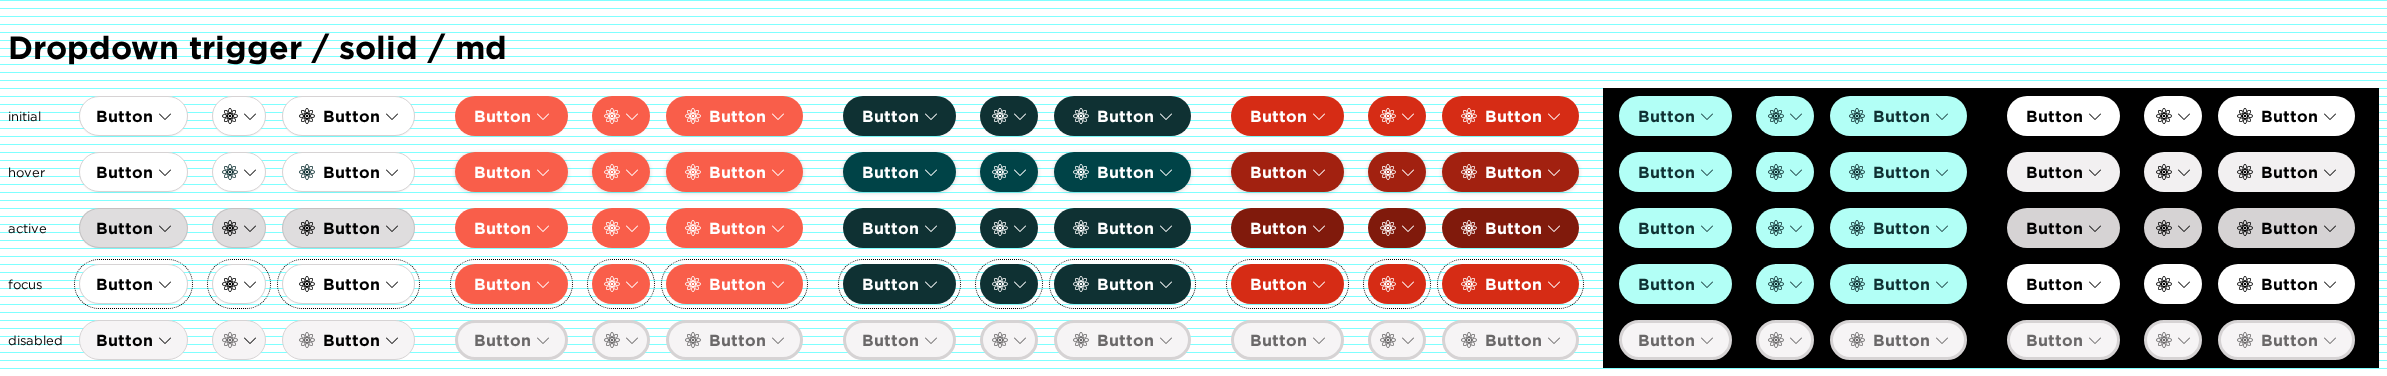 Dropdown trigger / solid / md
initial Button Button Button Button Button Button Button Button Button Button Button Button
hover Button Button Button Button Button Button Button Button Button Button Button Button
active Button Button Button Button Button Button Button Button Button Button Button Button
focus Button Button Button Button Button Button Button Button Button Button Button Button
disabled Button Button Button Button Button Button Button Button Button Button Button Button